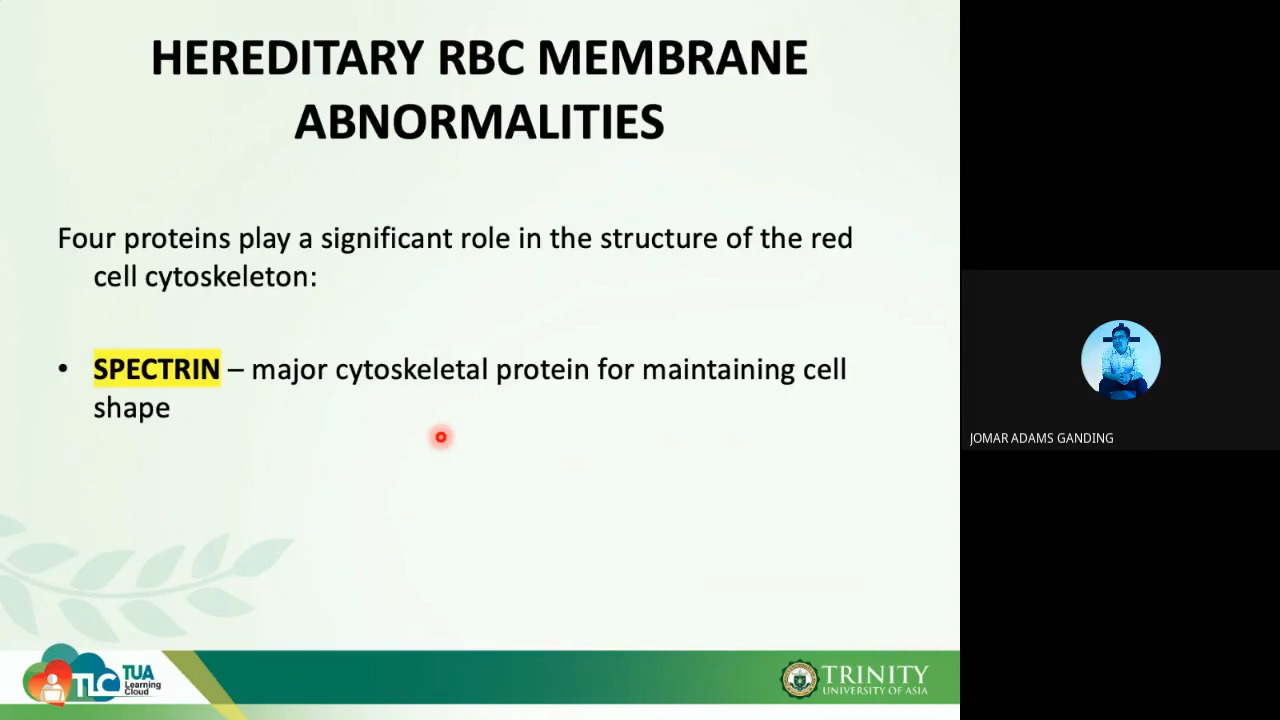 HEREDITARY RBC MEMBRANE
ABNORMALITIES
Four proteins play a significant role in the structure of the red
cell cytoskeleton:
• SPECTRIN – major cytoskeletal protein for maintaining cell
shape
JOMAR ADAMS GANDING
TLC
TUA
Learning
Cloud
TRINITY
UNIVERSITY OF ASIA